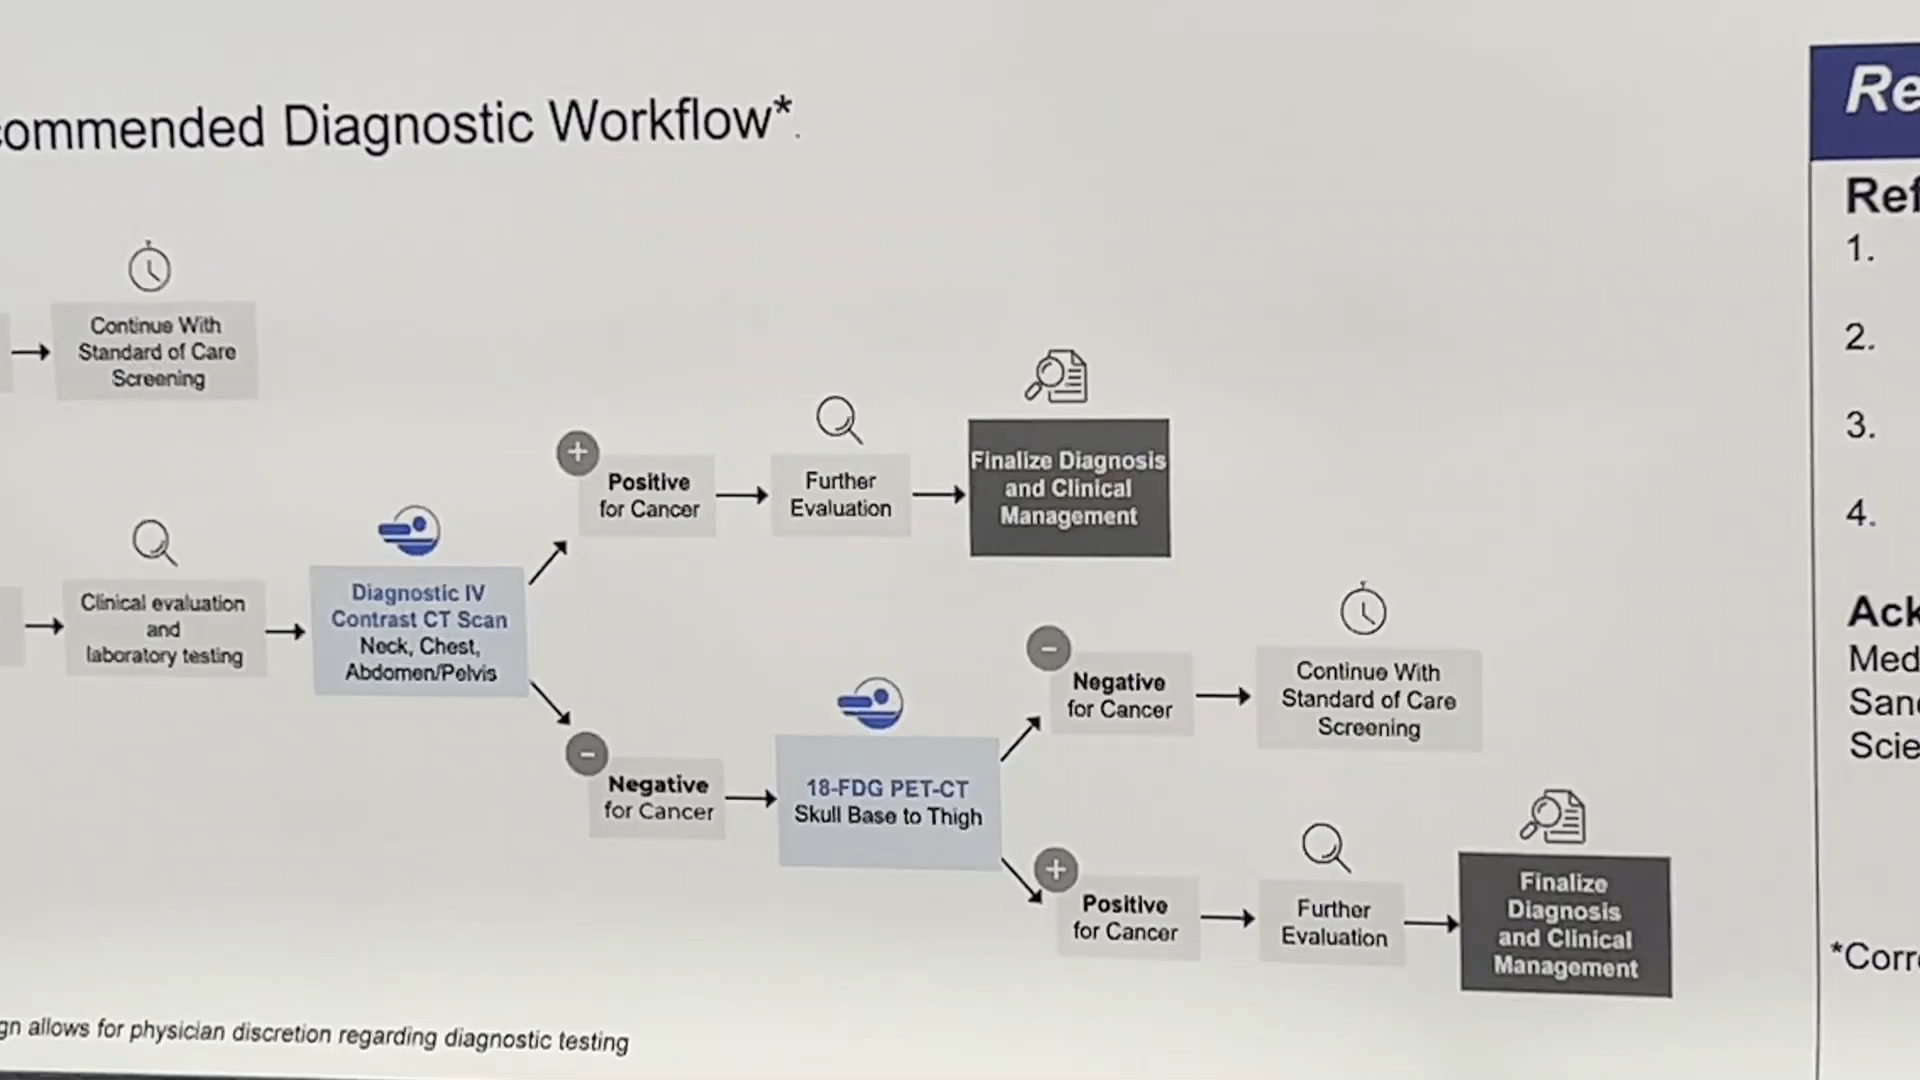 commended Diagnostic Workflow*.
Continue With
Standard of Care
Screening
Clinical evaluation
and
laboratory testing
Diagnostic IV
Contrast CT Scan
Neck, Chest,
Abdomen/Pelvis
+
Positive
for Cancer
Further
Evaluation
Finalize Diagnosis
and Clinical
Management
-
Negative
for Cancer
18-FDG PET-CT
Skull Base to Thigh
-
Negative
for Cancer
Continue With
Standard of Care
Screening
+
Positive
for Cancer
Further
Evaluation
Finalize
Diagnosis
and Clinical
Management
gn allows for physician discretion regarding diagnostic testing
Re
Ref
1.
2.
3.
4.
Ack
Med
Sand
Scie
*Corre